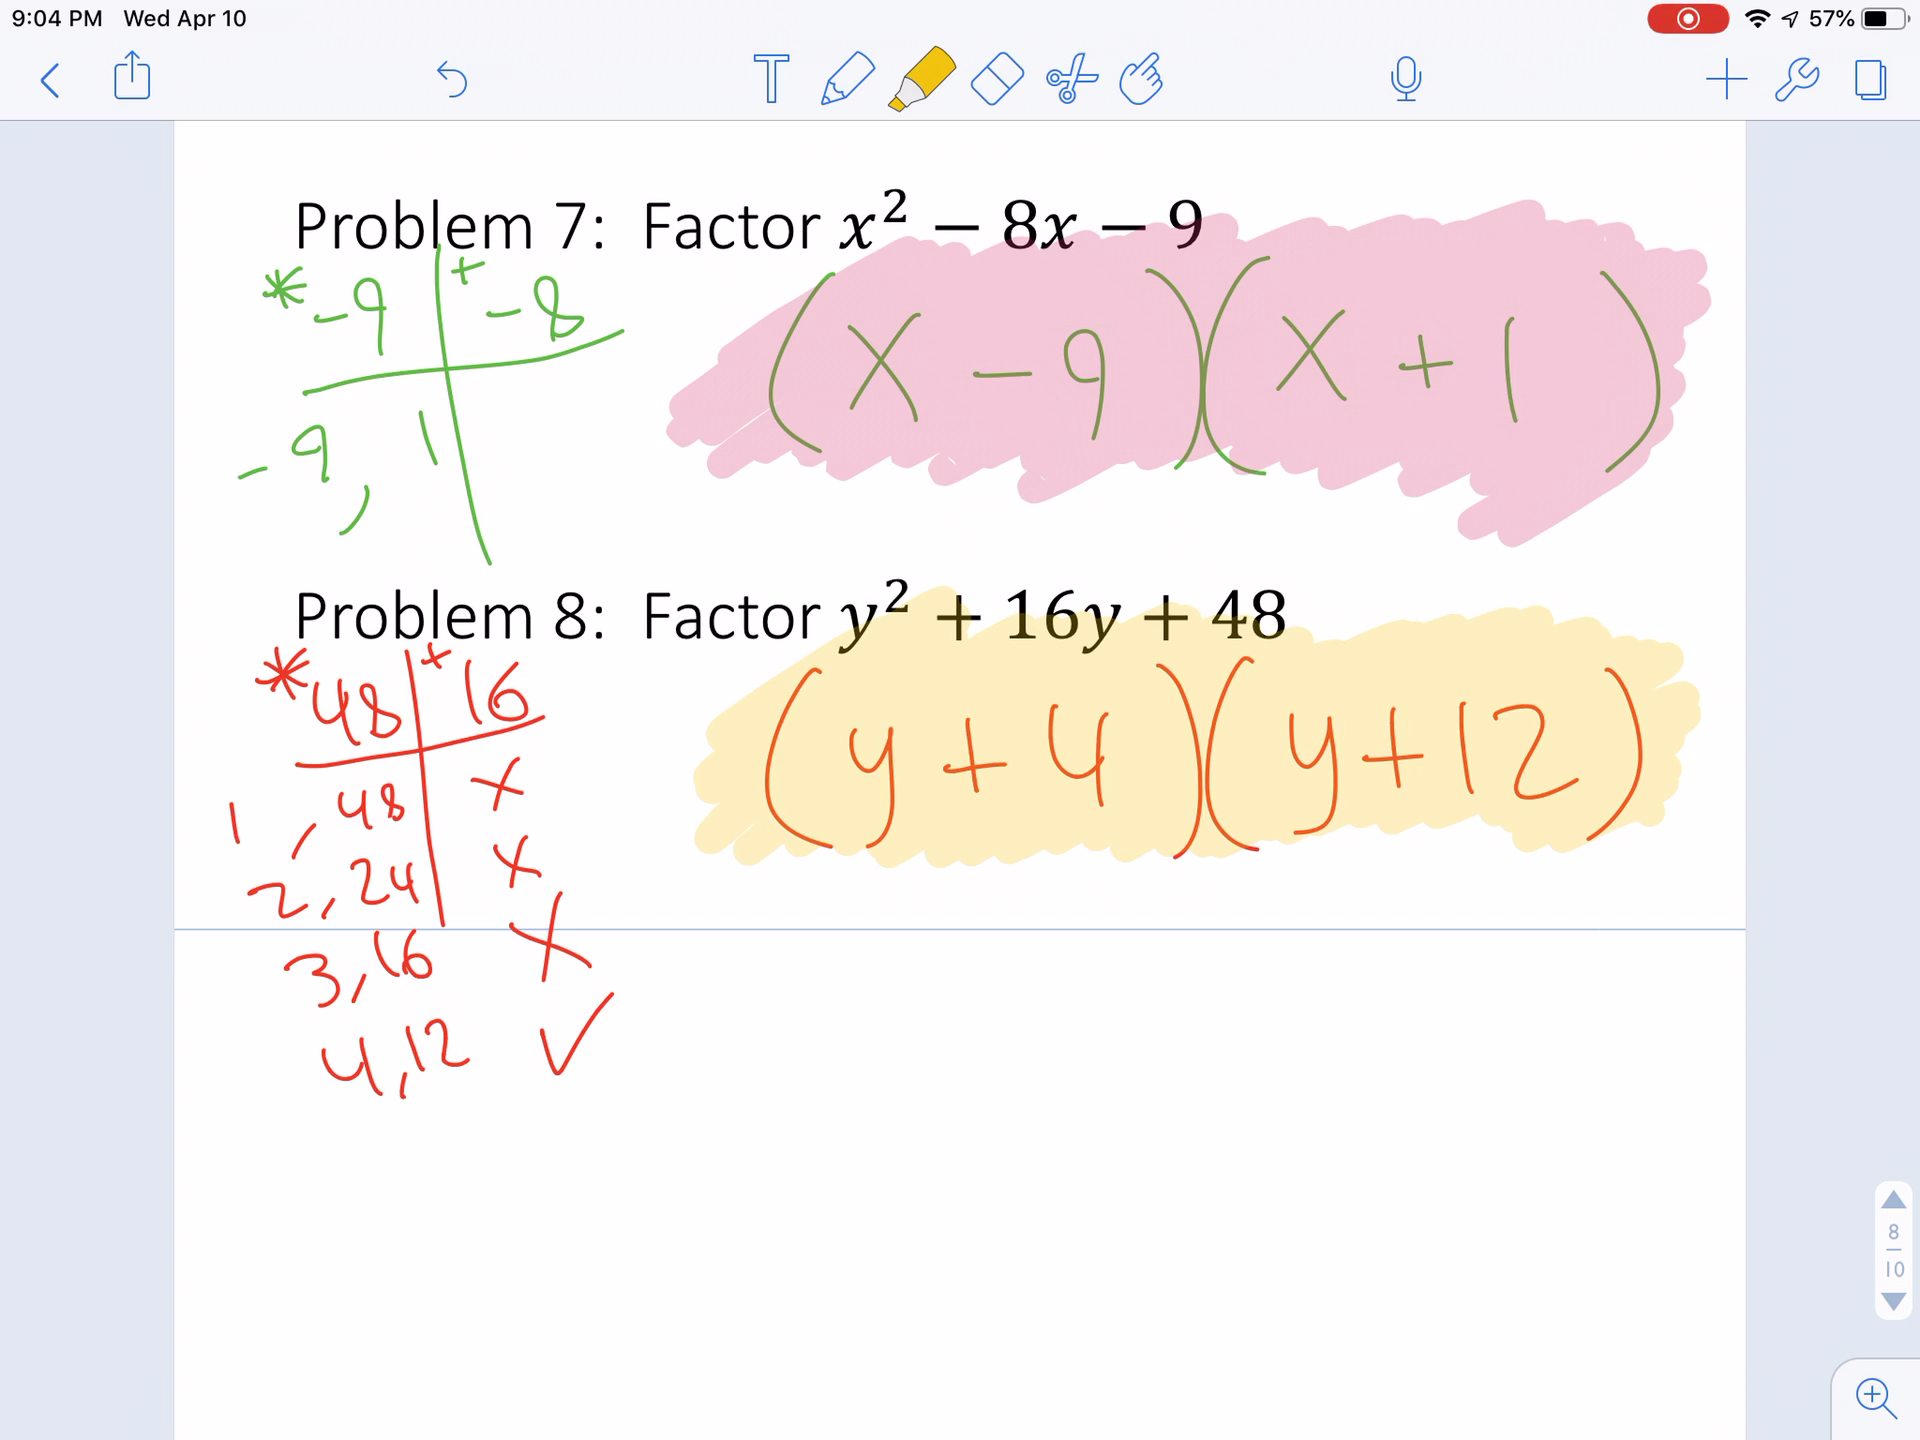 9:04 PM Wed Apr 10 57%
T
Problem 7: Factor x² − 8x − 9
* -9 + -8
-9, 1
(x - 9)(x + 1)
Problem 8: Factor y² + 16y + 48
* 48 + 16
1, 48 x
2, 24 x
3, 16 x
4, 12 ✓
(y + 4)(y + 12)
8
10